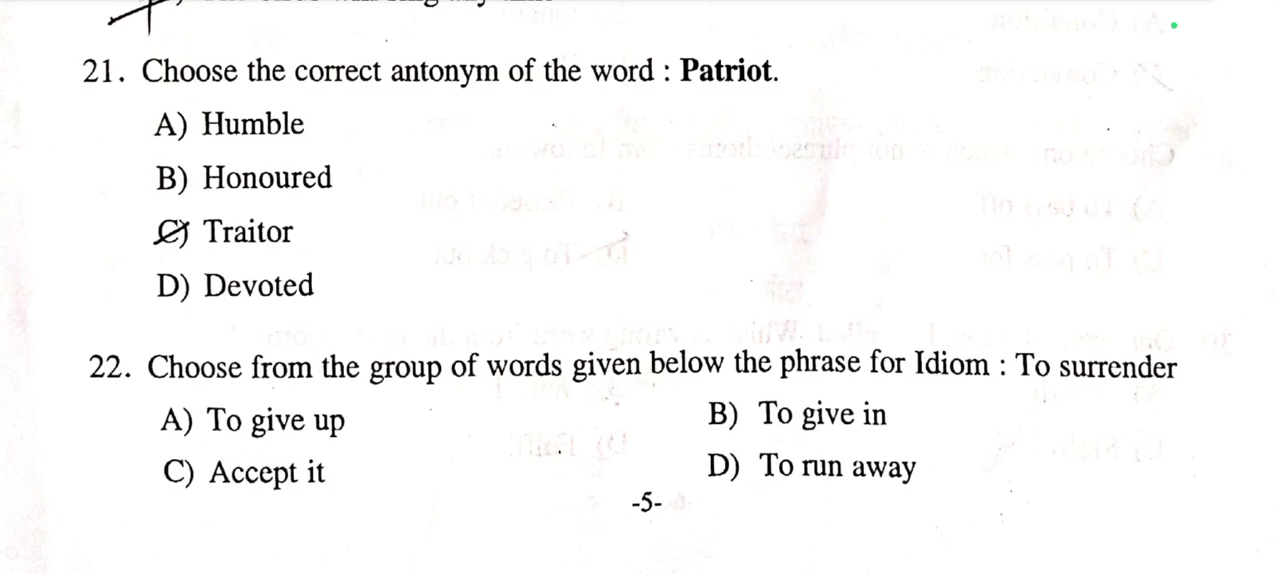 21. Choose the correct antonym of the word : Patriot.
A) Humble
B) Honoured
C) Traitor
D) Devoted
22. Choose from the group of words given below the phrase for Idiom : To surrender
A) To give up B) To give in
C) Accept it D) To run away
-5-